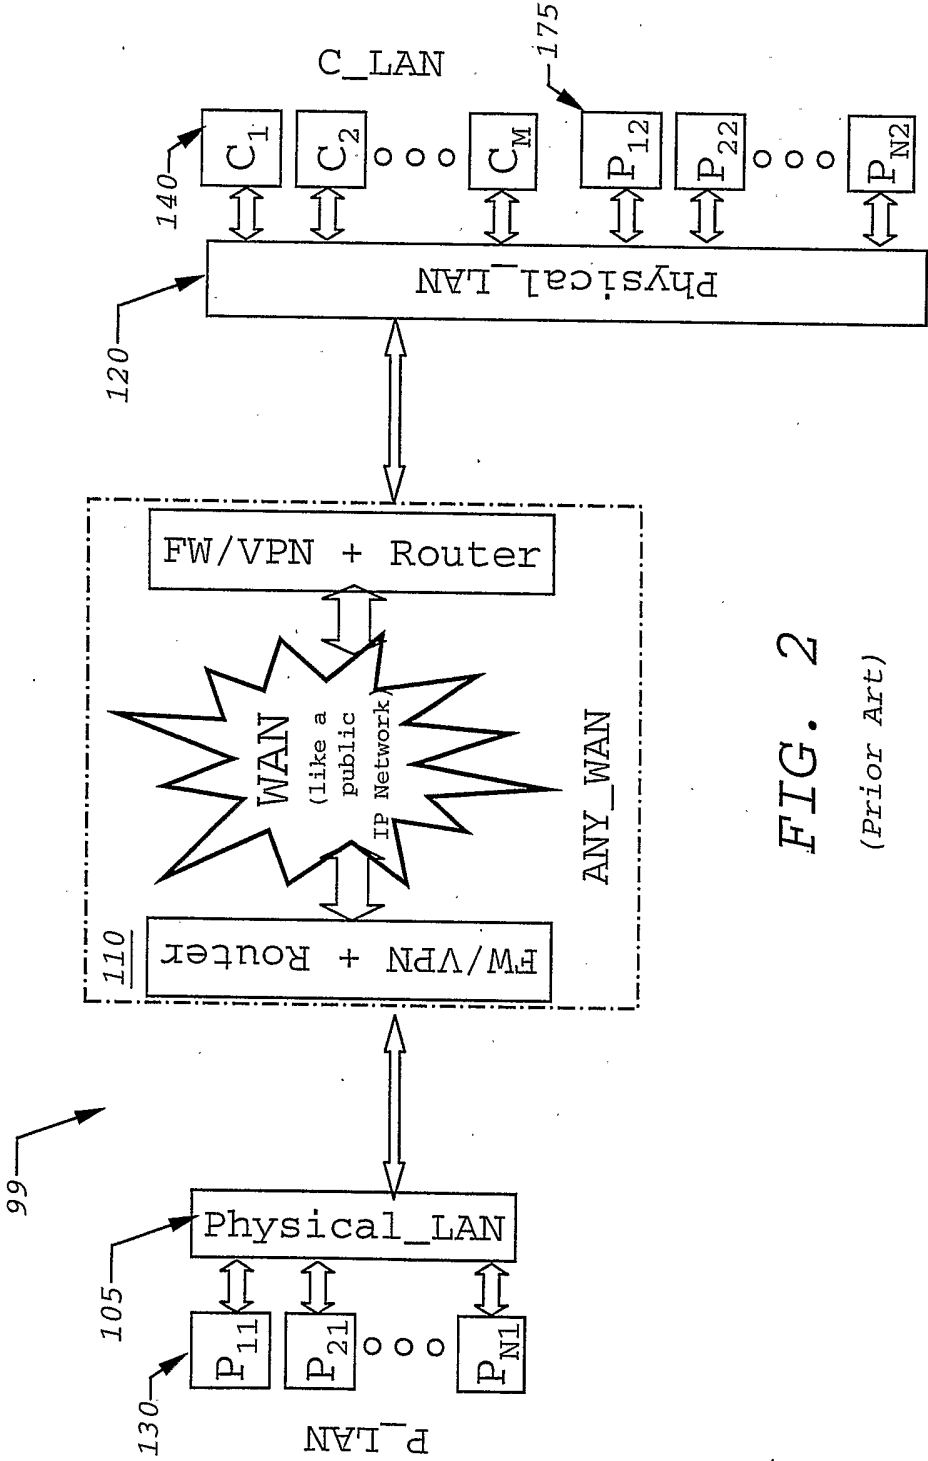 99
P_LAN
130
P11
P21
PN1
105
Physical_LAN
110
FW/VPN + Router
WAN
(like a
public
IP Network)
FW/VPN + Router
ANY_WAN
120
Physical_LAN
140
C_LAN
C1
C2
CM
175
P12
P22
PN2
FIG. 2
(Prior Art)